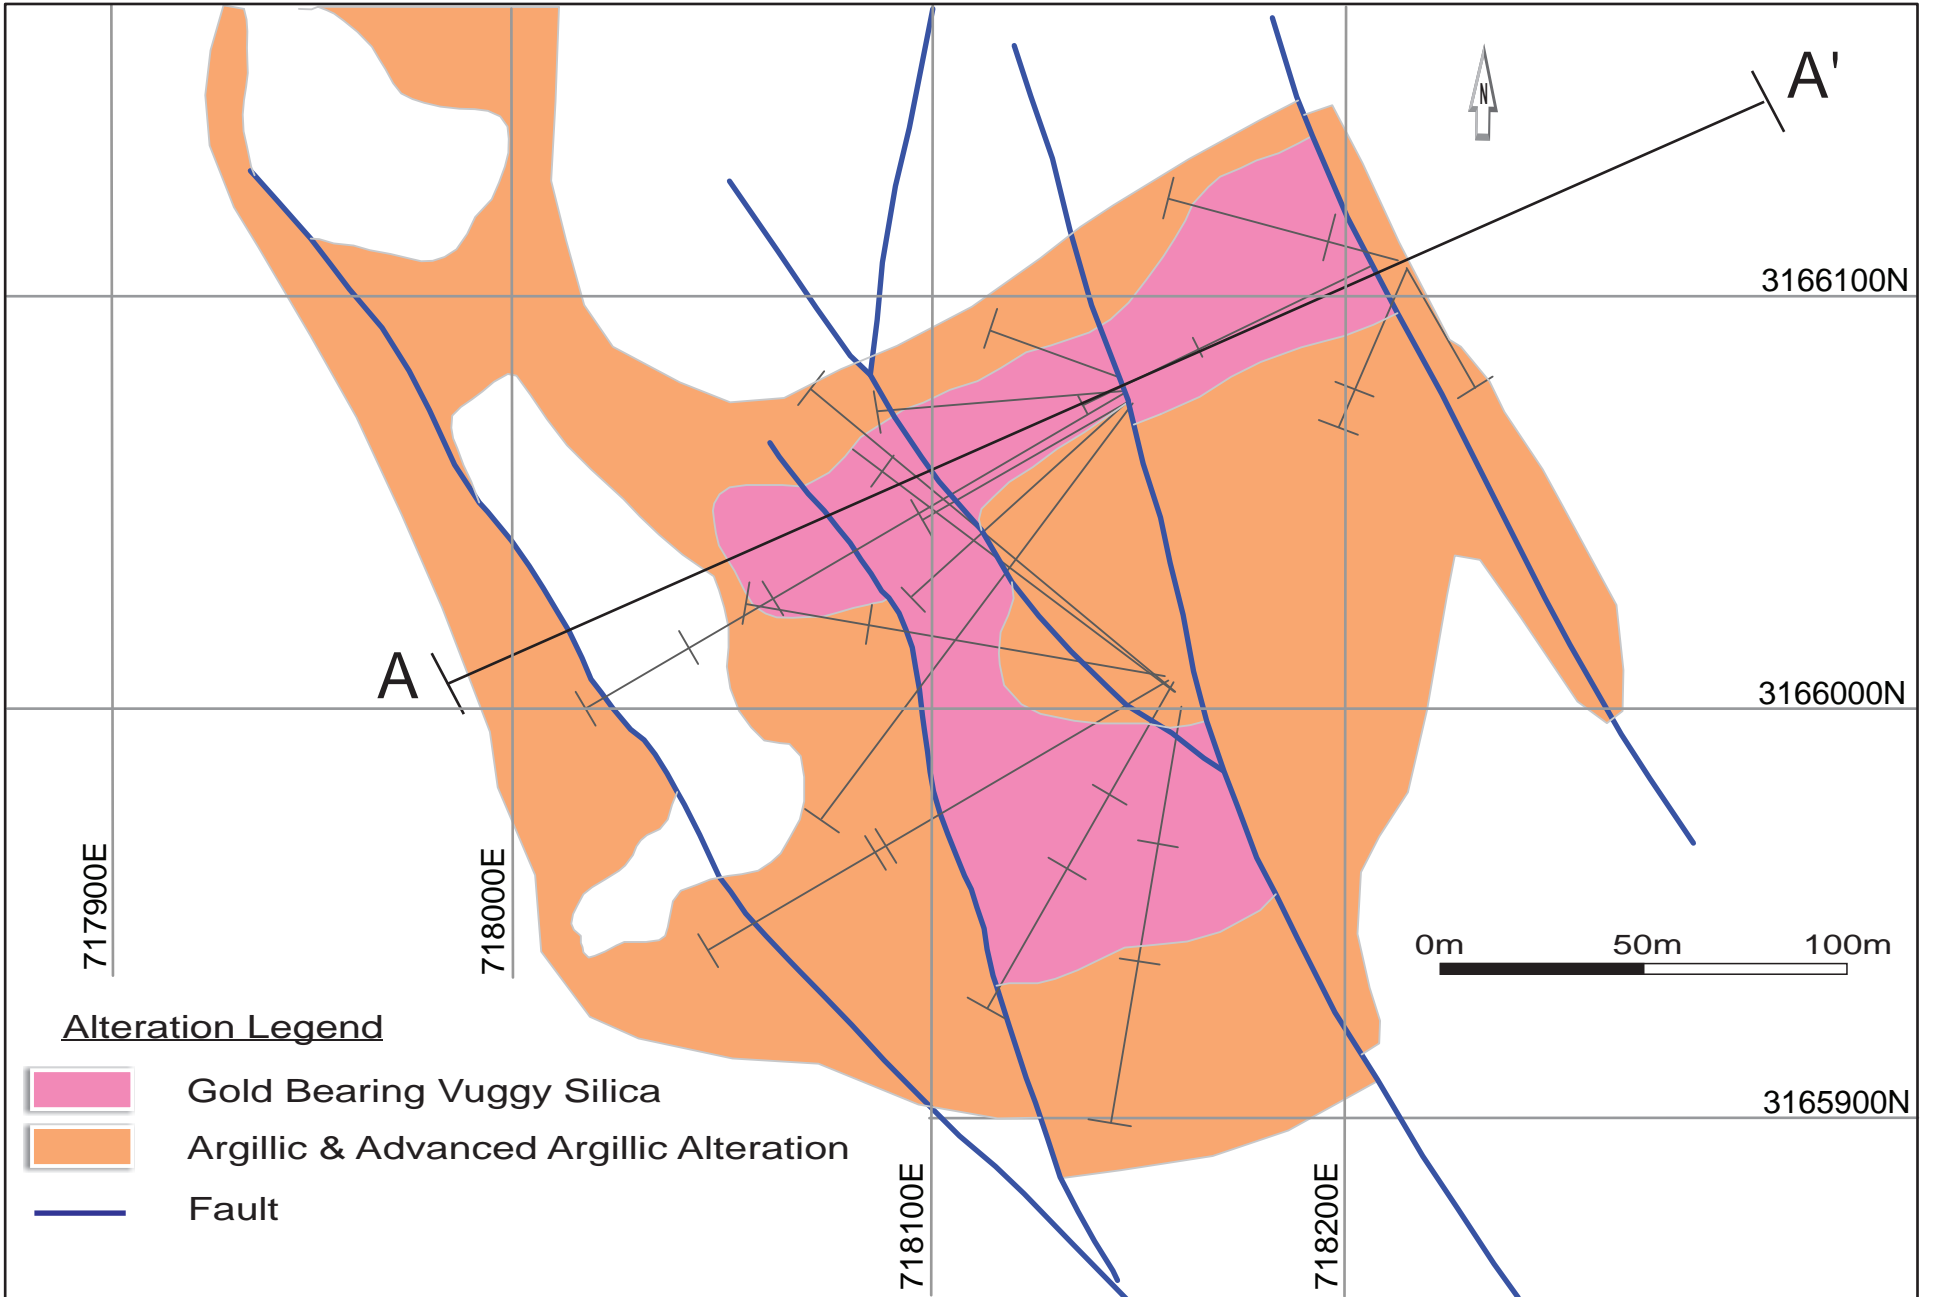 N
A'
3166100N
A
3166000N
717900E
718000E
0m 50m 100m
Alteration Legend
Gold Bearing Vuggy Silica
3165900N
Argillic & Advanced Argillic Alteration
Fault
718100E
718200E